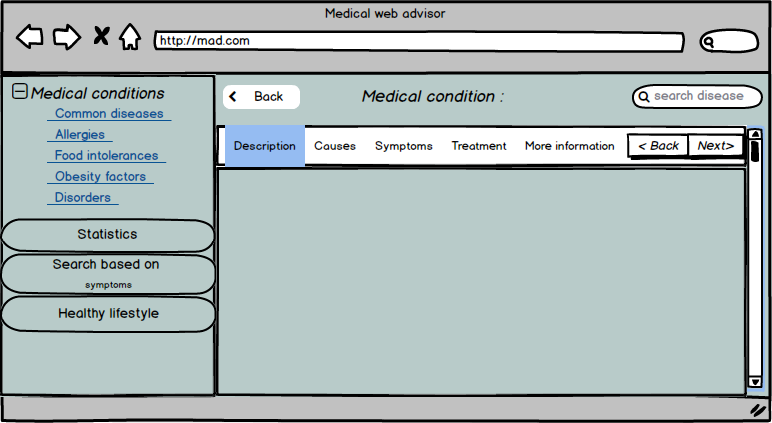 Medical web advisor
http://mad.com
Medical conditions
Common diseases
Allergies
Food intolerances
Obesity factors
Disorders
Statistics
Search based on
symptoms
Healthy lifestyle
Back
Medical condition :
search disease
Description Causes Symptoms Treatment More information < Back Next>